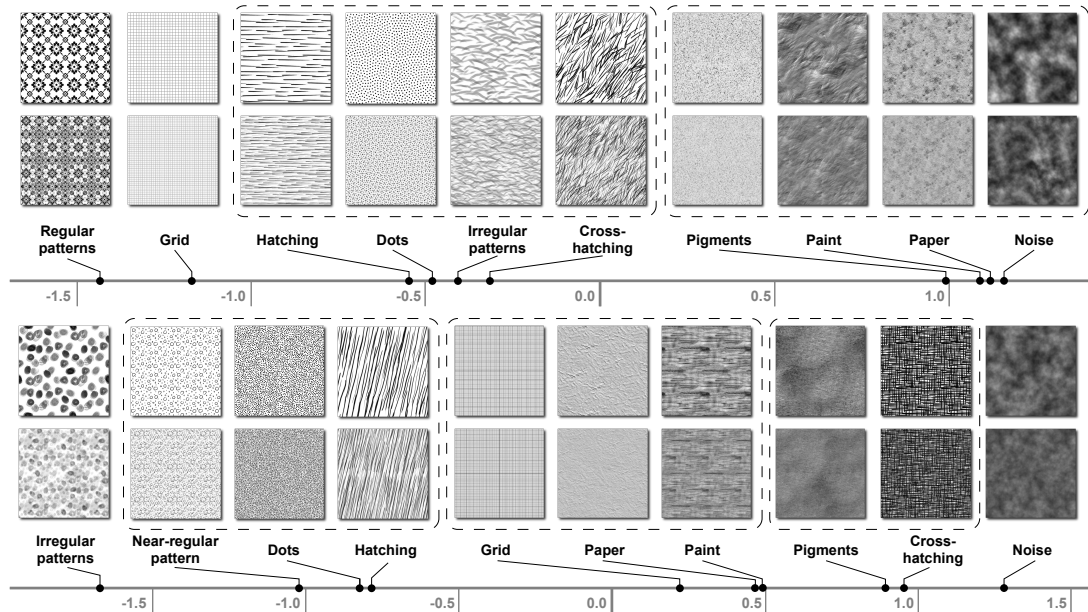 Regular patterns
Grid
Hatching
Dots
Irregular patterns
Cross-hatching
Pigments
Paint
Paper
Noise
-1.5 -1.0 -0.5 0.0 0.5 1.0
Irregular patterns
Near-regular pattern
Dots
Hatching
Grid
Paper
Paint
Pigments
Cross-hatching
Noise
-1.5 -1.0 -0.5 0.0 0.5 1.0 1.5